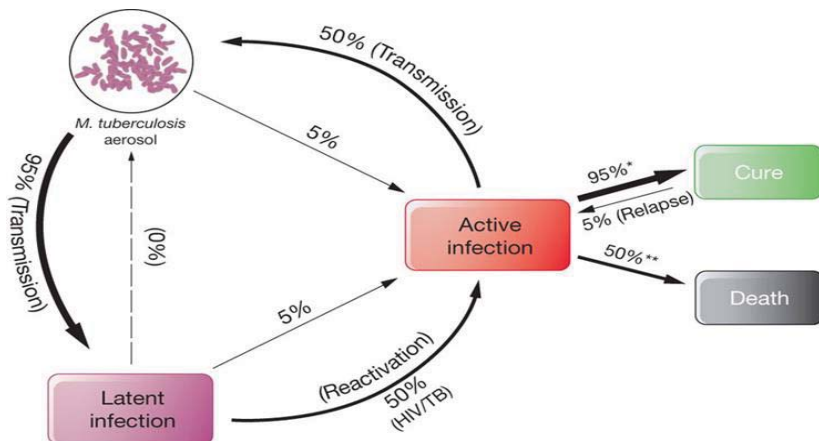 50% (Transmission)
M. tuberculosis
aerosol
5%
95% (Transmission)
(0%)
95%*
Cure
5% (Relapse)
Active
infection
50%**
Death
5%
(Reactivation)
50%
(HIV/TB)
Latent
infection